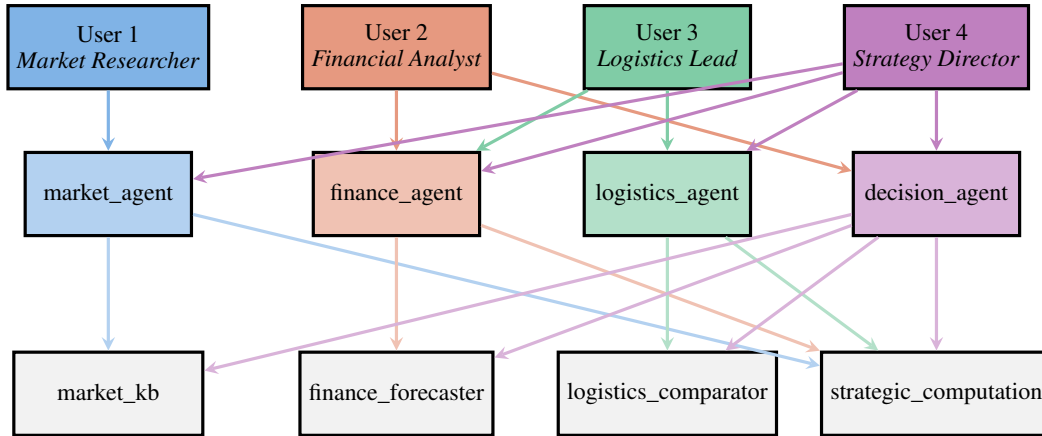 User 1
Market Researcher
User 2
Financial Analyst
User 3
Logistics Lead
User 4
Strategy Director
market_agent
finance_agent
logistics_agent
decision_agent
market_kb
finance_forecaster
logistics_comparator
strategic_computation